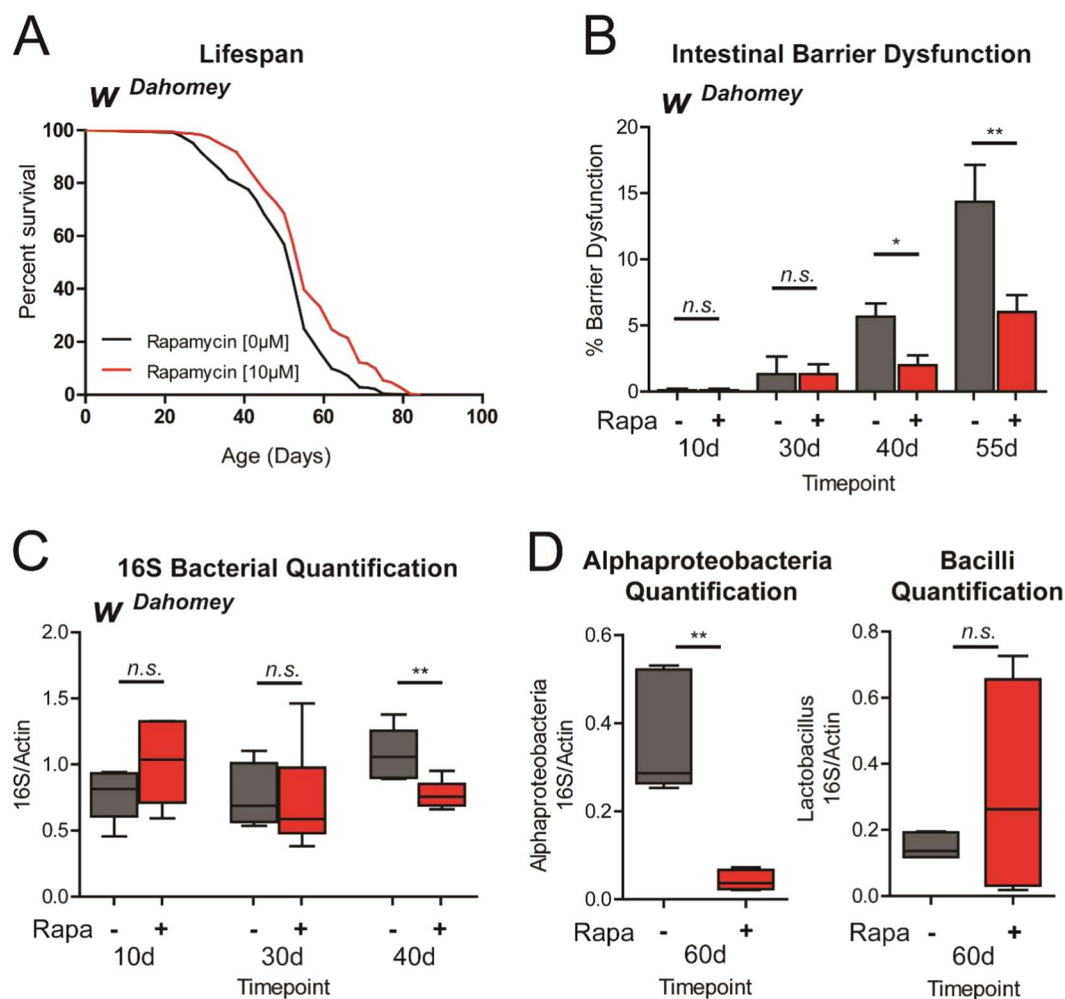 A
Lifespan
w Dahomey
Percent survival
100
80
60
40
20
0
Rapamycin [0µM]
Rapamycin [10µM]
0 20 40 60 80 100
Age (Days)
B
Intestinal Barrier Dysfunction
w Dahomey
% Barrier Dysfunction
20
15
10
5
0
n.s. n.s. * **
Rapa - + - + - + - +
10d 30d 40d 55d
Timepoint
C
16S Bacterial Quantification
w Dahomey
16S/Actin
2.0
1.5
1.0
0.5
0.0
n.s. n.s. **
Rapa - + - + - +
10d 30d 40d
Timepoint
D
Alphaproteobacteria
Quantification
Alphaproteobacteria
16S/Actin
0.6
0.4
0.2
0.0
**
Rapa - +
60d
Timepoint
Bacilli
Quantification
Lactobacillus
16S/Actin
0.8
0.6
0.4
0.2
0.0
n.s.
Rapa - +
60d
Timepoint